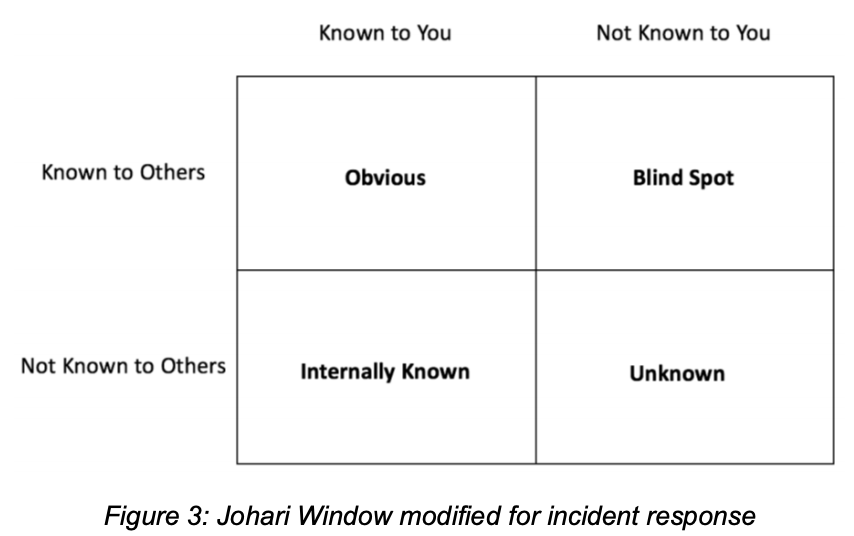 Known to You
Not Known to You
Known to Others
Obvious
Blind Spot
Not Known to Others
Internally Known
Unknown
Figure 3: Johari Window modified for incident response